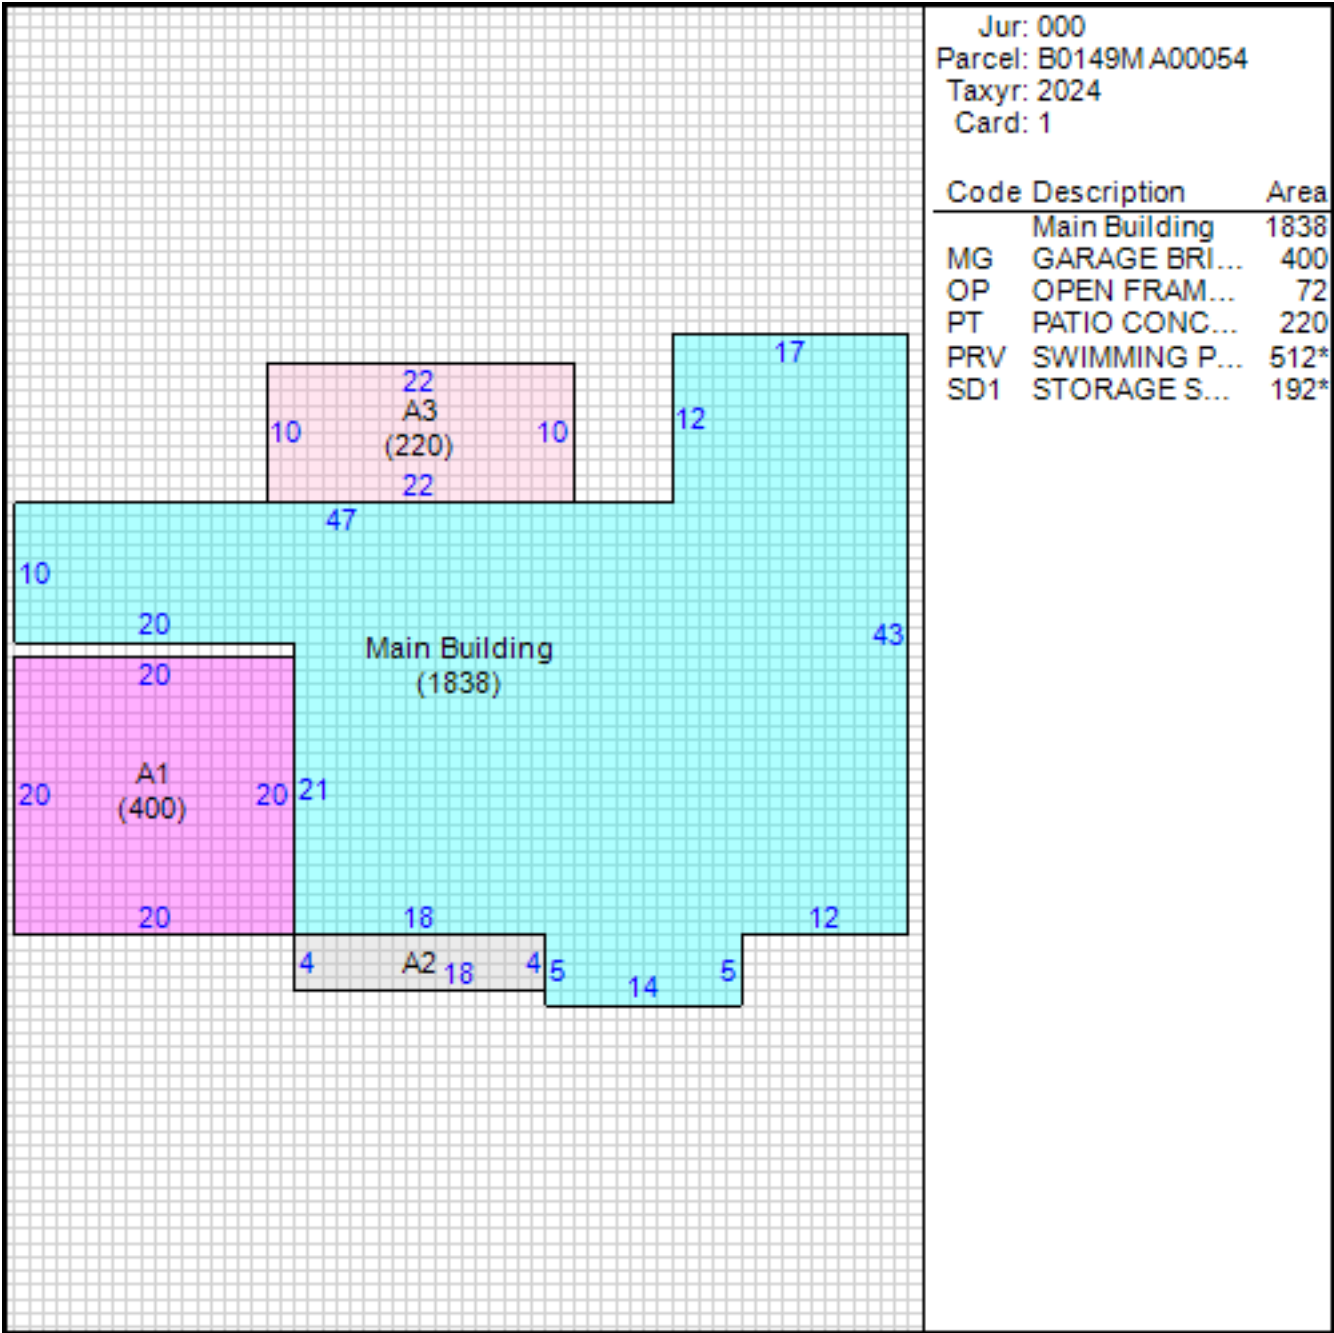 Jur: 000
Parcel: B0149M A00054
Taxyr: 2024
Card: 1
Code Description Area
Main Building 1838
MG GARAGE BRI... 400
OP OPEN FRAM... 72
PT PATIO CONC... 220
PRV SWIMMING P... 512*
SD1 STORAGE S... 192*
17
22
A3
12
10 10
(220)
22
47
10
20
43
Main Building
20
(1838)
A1
20 20 21
(400)
20 18 12
4 A2 18 4 5 5
14